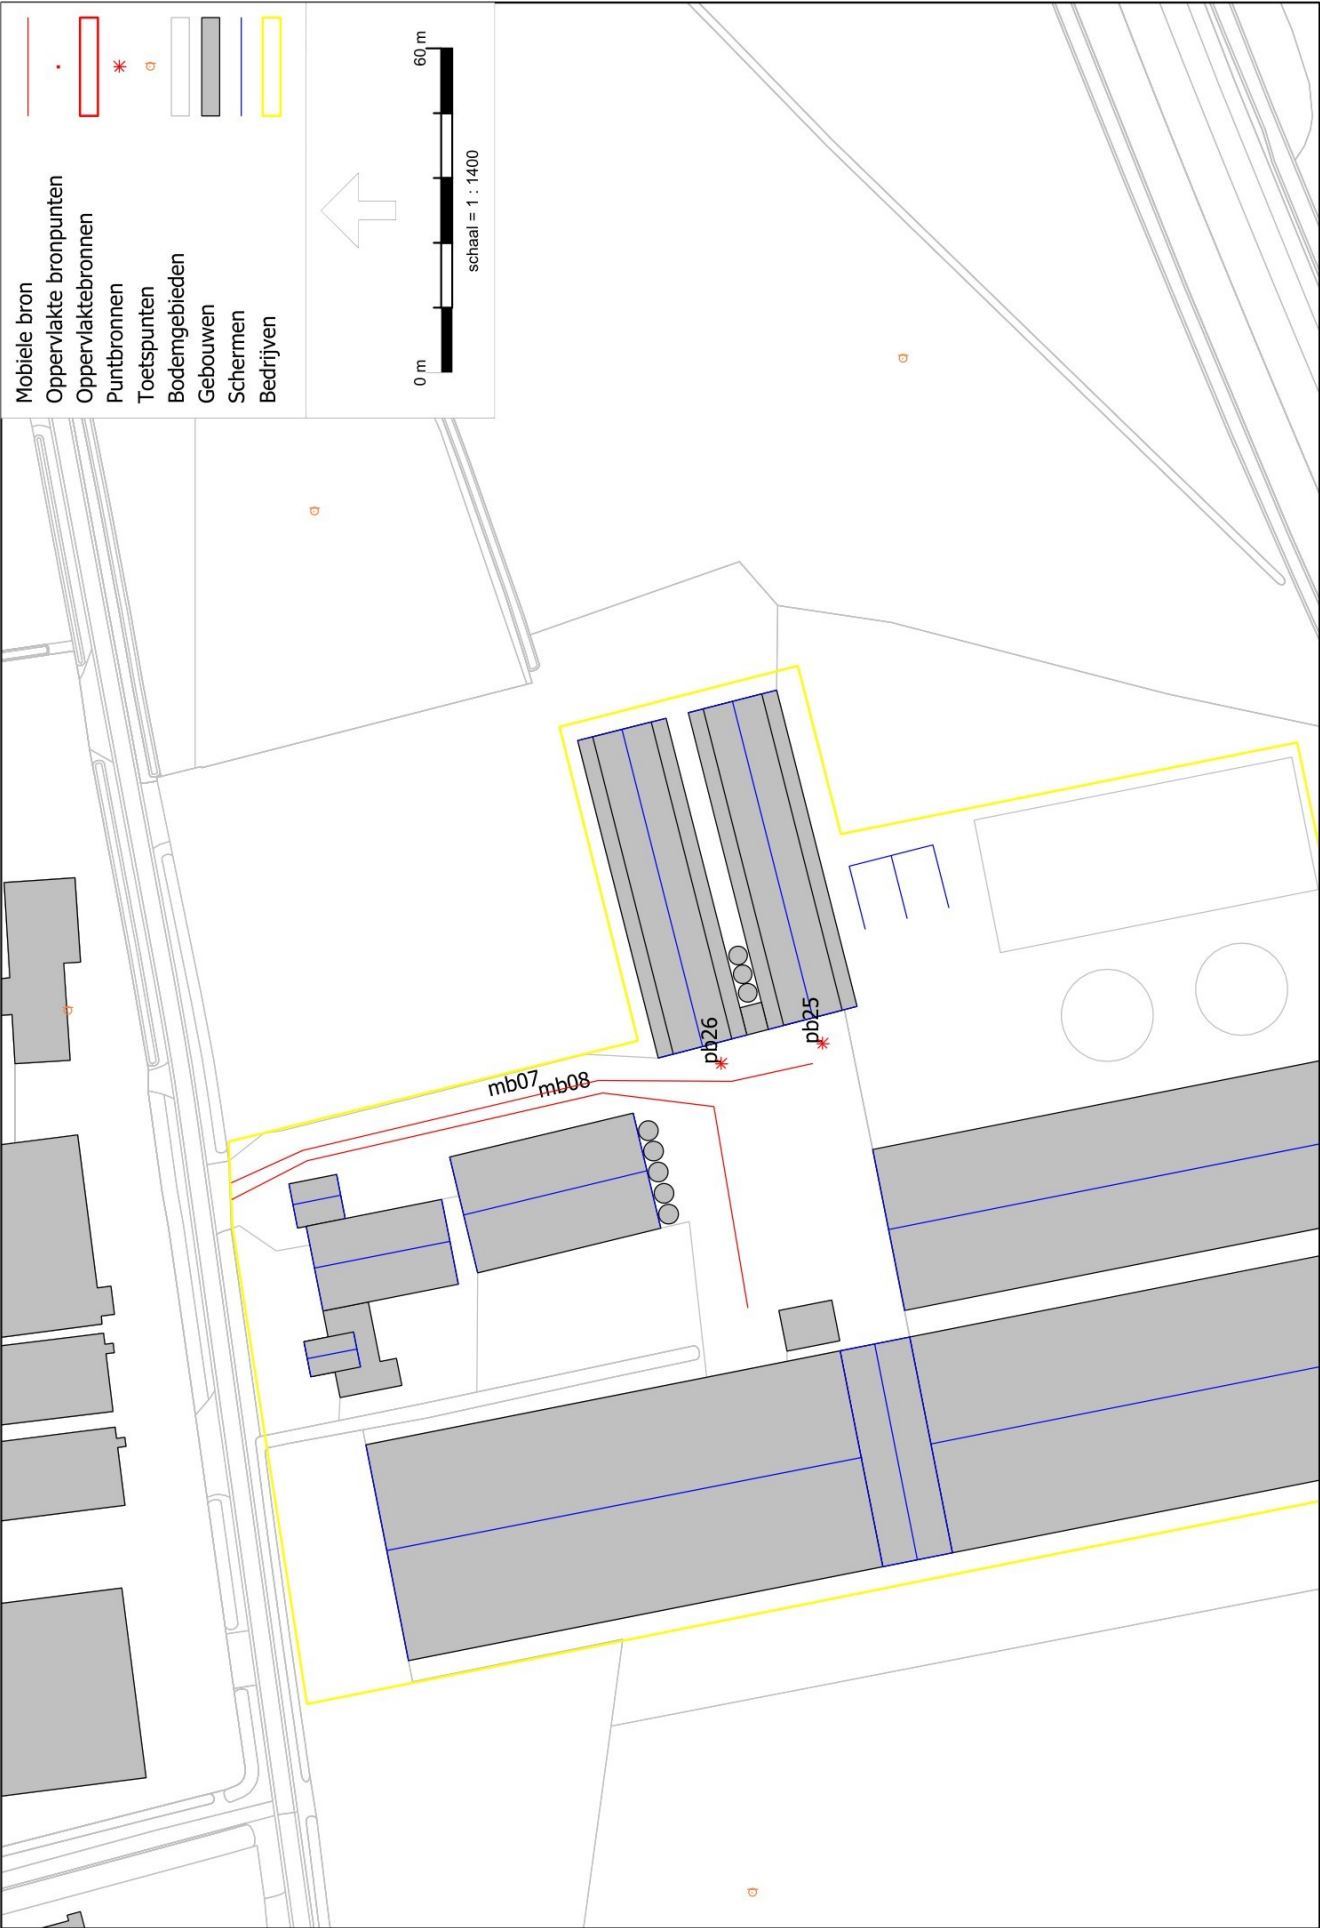 Mobiele bron
Oppervlakte bronpunten
Oppervlaktebronnen
Puntbronnen
Toetspunten
Bodemgebieden
Gebouwen
Schermen
Bedrijven
0 m
60 m
schaal = 1 : 1400
mb07
mb08
pb26
pb25